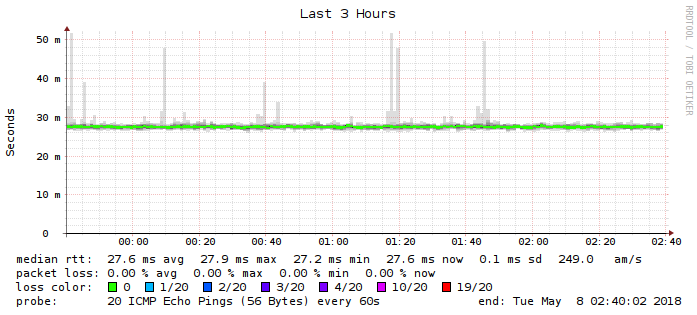 Last 3 Hours
RRDTOOL / TOBI OETIKER
Seconds
50 m
40 m
30 m
20 m
10 m
0
00:00 00:20 00:40 01:00 01:20 01:40 02:00 02:20 02:40
median rtt: 27.6 ms avg 27.9 ms max 27.2 ms min 27.6 ms now 0.1 ms sd 249.0 am/s
packet loss: 0.00 % avg 0.00 % max 0.00 % min 0.00 % now
loss color: 0 1/20 2/20 3/20 4/20 10/20 19/20
probe: 20 ICMP Echo Pings (56 Bytes) every 60s end: Tue May 8 02:40:02 2018